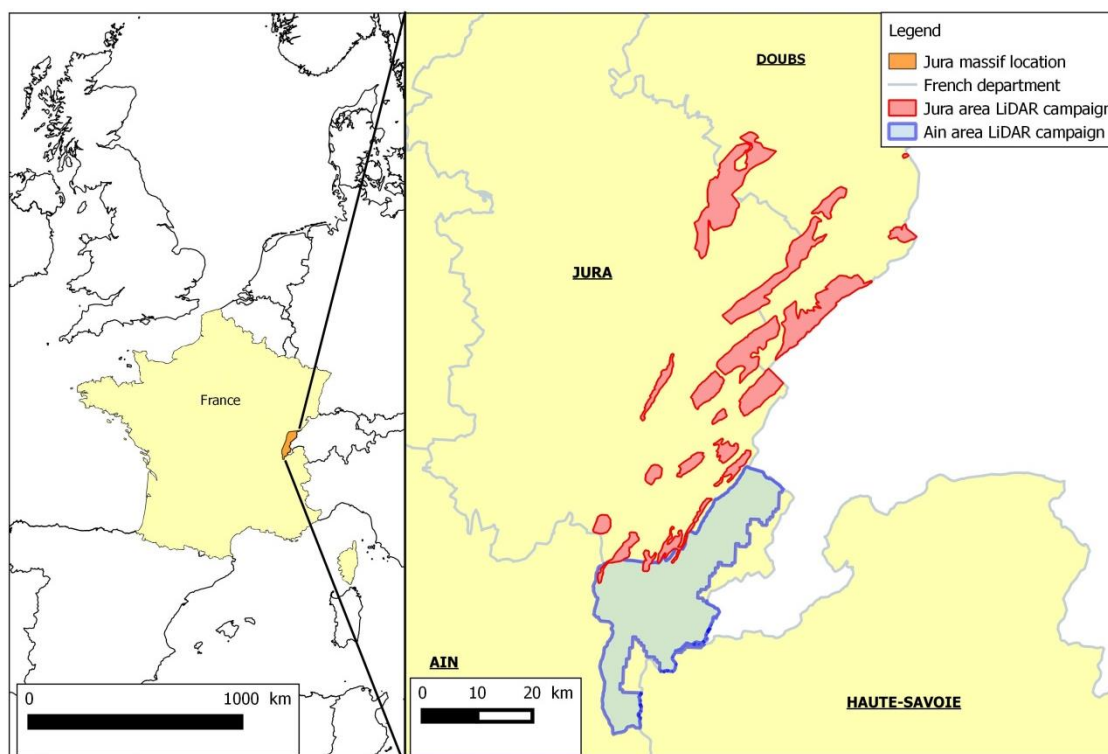 France
0 1000 km
DOUBS
JURA
AIN
HAUTE-SAVOIE
0 10 20 km
Legend
Jura massif location
French department
Jura area LiDAR campaign
Ain area LiDAR campaign